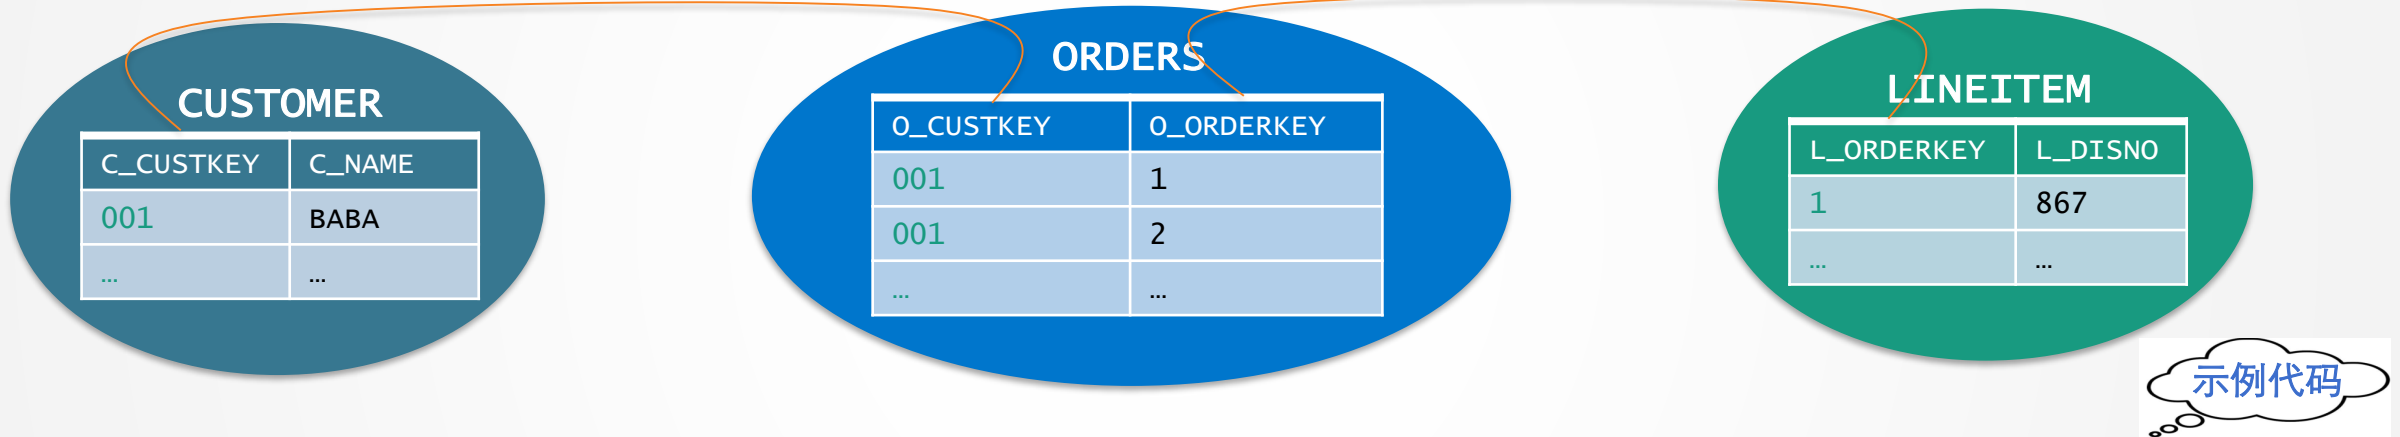 CUSTOMER
C_CUSTKEY C_NAME
001 BABA
... ...
ORDERS
O_CUSTKEY O_ORDERKEY
001 1
001 2
... ...
LINEITEM
L_ORDERKEY L_DISNO
1 867
... ...
示例代码